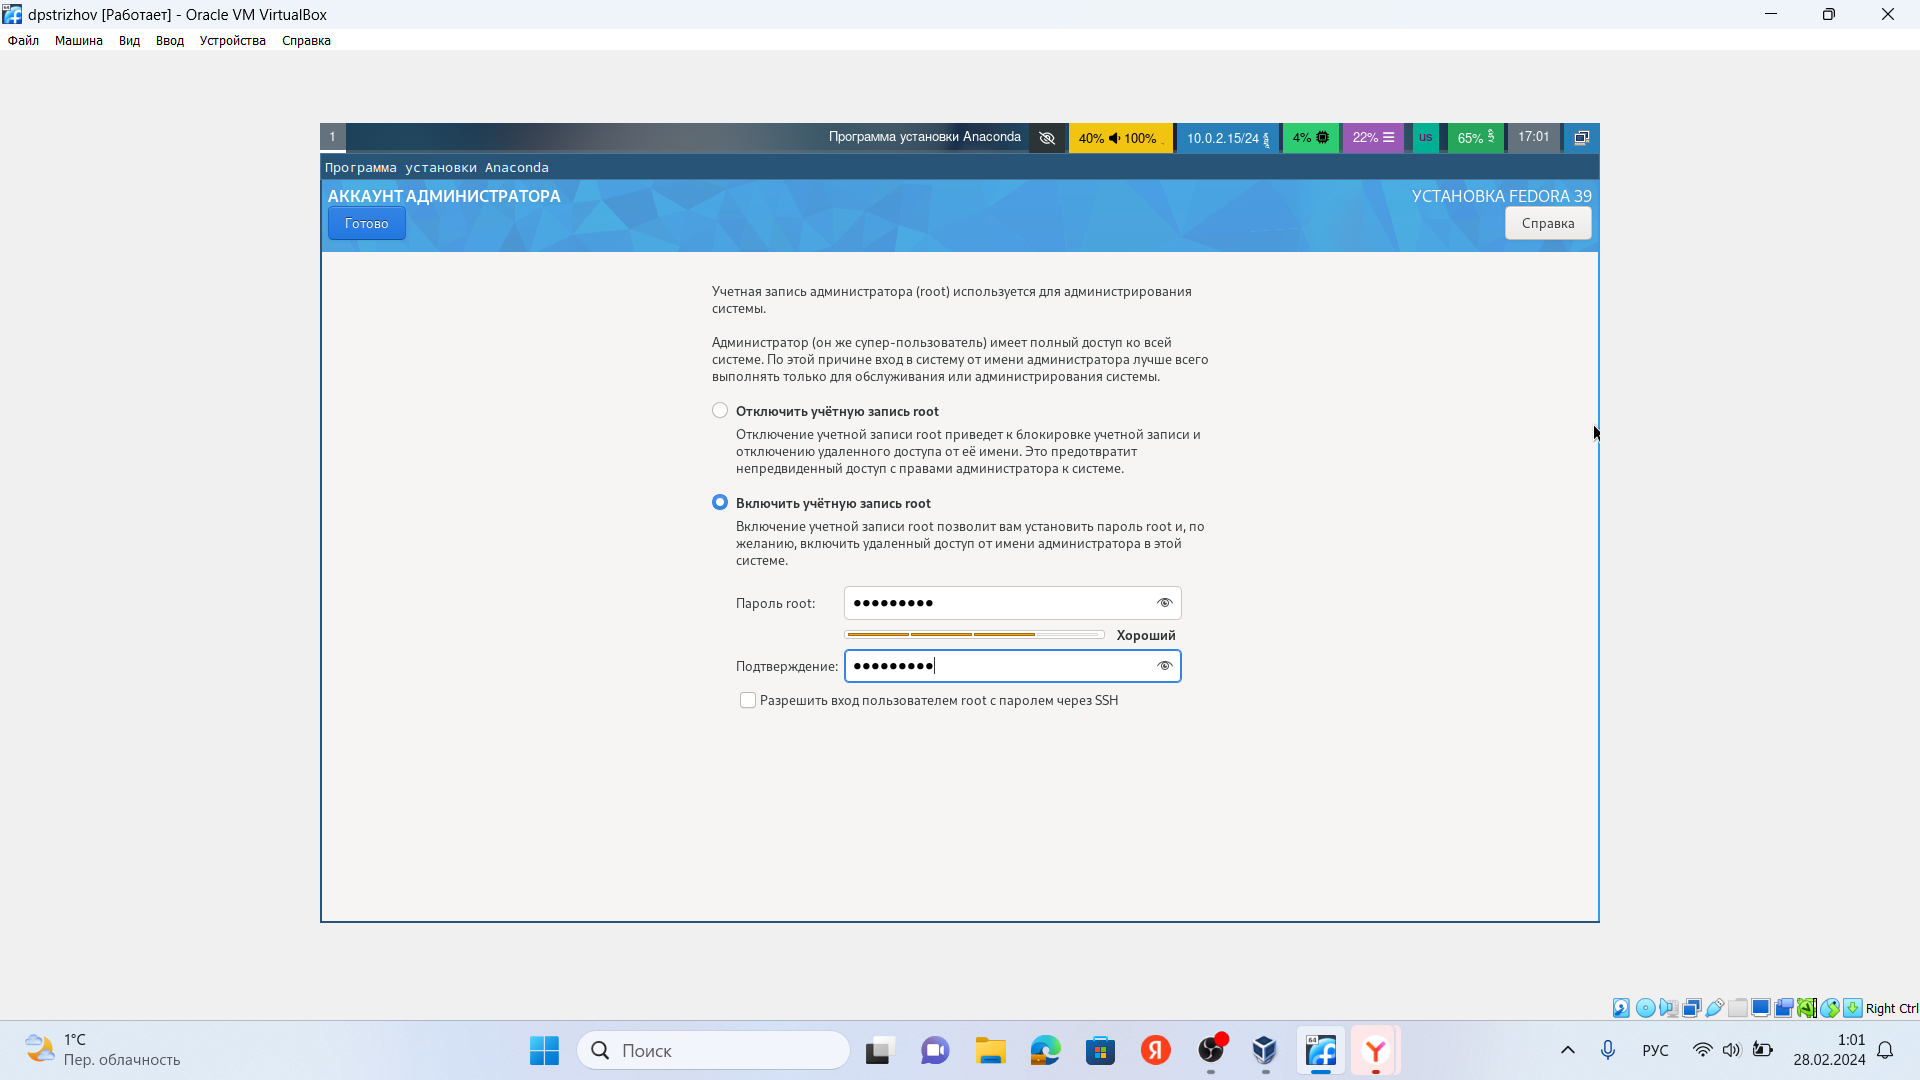 dpstrizhov [Работает] - Oracle VM VirtualBox
Файл Машина Вид Ввод Устройства Справка
1 Программа установки Anaconda 40% 100% 10.0.2.15/24 4% 22% us 65% 17:01
Программа установки Anaconda
АККАУНТ АДМИНИСТРАТОРА УСТАНОВКА FEDORA 39
Готово Справка
Учетная запись администратора (root) используется для администрирования
системы.
Администратор (он же супер-пользователь) имеет полный доступ ко всей
системе. По этой причине вход в систему от имени администратора лучше всего
выполнять только для обслуживания или администрирования системы.
Отключить учётную запись root
Отключение учетной записи root приведет к блокировке учетной записи и
отключению удаленного доступа от её имени. Это предотвратит
непредвиденный доступ с правами администратора к системе.
Включить учётную запись root
Включение учетной записи root позволит вам установить пароль root и, по
желанию, включить удаленный доступ от имени администратора в этой
системе.
Пароль root: ●●●●●●●●●
Хороший
Подтверждение: ●●●●●●●●●
Разрешить вход пользователем root с паролем через SSH
Right Ctrl
1°C
Пер. облачность
Поиск
РУС
1:01
28.02.2024